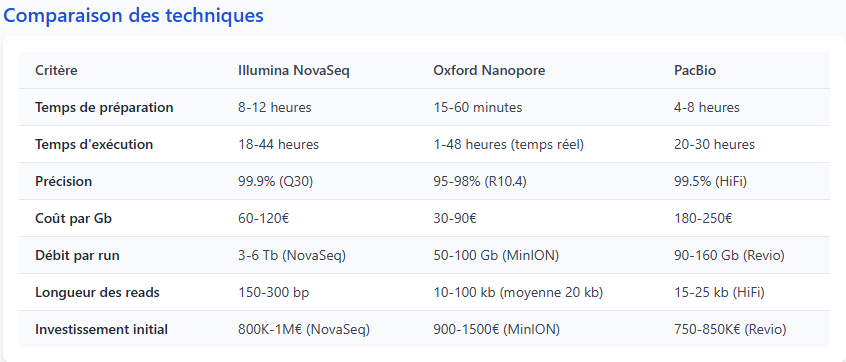 Comparaison des techniques
Critère Illumina NovaSeq Oxford Nanopore PacBio
Temps de préparation 8-12 heures 15-60 minutes 4-8 heures
Temps d'exécution 18-44 heures 1-48 heures (temps réel) 20-30 heures
Précision 99.9% (Q30) 95-98% (R10.4) 99.5% (HiFi)
Coût par Gb 60-120€ 30-90€ 180-250€
Débit par run 3-6 Tb (NovaSeq) 50-100 Gb (MinION) 90-160 Gb (Revio)
Longueur des reads 150-300 bp 10-100 kb (moyenne 20 kb) 15-25 kb (HiFi)
Investissement initial 800K-1M€ (NovaSeq) 900-1500€ (MinION) 750-850K€ (Revio)